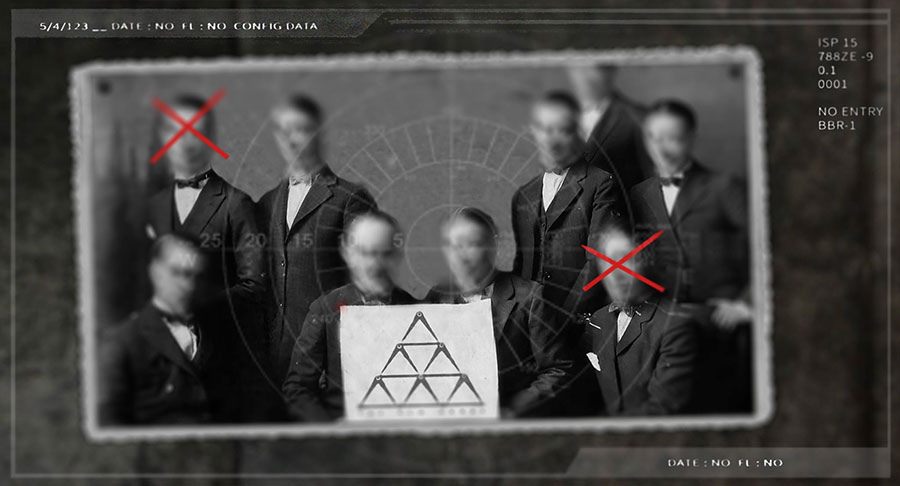 5/4/123 __ DATE : NO FL : NO CONFIG DATA
ISP 15
788ZE -9
0.1
0001
NO ENTRY
BBR-1
25 20 15 5
DATE : NO FL : NO